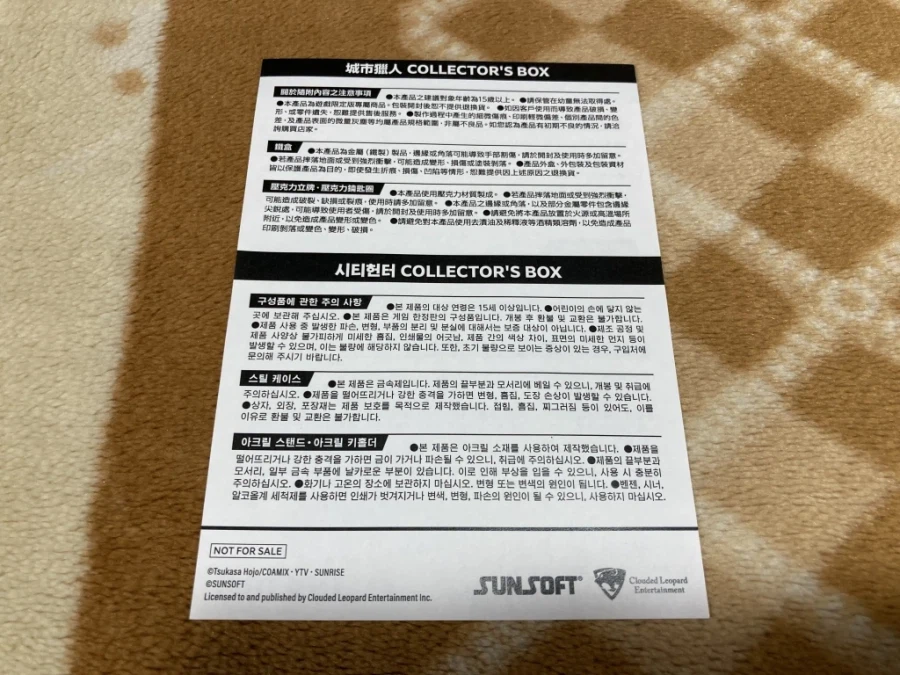 城市獵人 COLLECTOR'S BOX
關於隨附內容之注意事項 ●本產品之建議對象年齡為15歲以上。 ●請保管在幼童無法取得處。
●本產品為遊戲限定版專屬商品。包裝開封後恕不提供退換貨。 ●如因客戶使用而導致產品破損、變
形、或零件遺失、恕難提供售後服務。 ●製作過程中產生的細微傷痕、印刷輕微偏差、個別產品間的色
差、及產品表面的微量灰塵等均屬產品規格範圍、非屬不良品。如您認為產品有初期不良的情況、請洽
詢購買店家。
鐵盒 ●本產品為金屬（鐵製）製品、邊緣或角落可能導致手部割傷、請於開封及使用時多加留意。
●若產品摔落地面或受到強烈衝擊、可能造成變形、損傷或塗裝剝落。 ●產品外盒、外包裝及包裝資材
皆以保護產品為目的、即使發生折痕、損傷、凹陷等情形、恕難提供因上述原因之退換貨。
壓克力立牌・壓克力鑰匙圈 ●本產品使用壓克力材質製成。 ●若產品摔落地面或受到強烈衝擊、
可能造成破裂、缺損或裂痕、使用時請多加留意。 ●本產品之邊緣或角落、以及部分金屬零件包含邊緣
尖銳處、可能導致使用者受傷、請於開封及使用時多加留意。 ●請避免將本產品放置於火源或高溫場所
附近、以免造成產品變形或變色。 ●請避免對本產品使用去漬油及稀釋液等酒精類溶劑、以免造成產品
印刷剝落或變色、變形、破損。
시티헌터 COLLECTOR'S BOX
구성품에 관한 주의 사항 ●본 제품의 대상 연령은 15세 이상입니다. ●어린이의 손에 닿지 않는
곳에 보관해 주십시오. ●본 제품은 게임 한정판의 구성품입니다. 개봉 후 환불 및 교환은 불가합니다.
●제품 사용 중 발생한 파손, 변형, 부품의 분리 및 분실에 대해서는 보증 대상이 아닙니다. ●제조 공정 및
제품 사양상 불가피하게 미세한 흠집, 인쇄물의 어긋남, 제품 간의 색상 차이, 표면의 미세한 먼지 등이
발생할 수 있으며, 이는 불량에 해당하지 않습니다. 또한, 초기 불량으로 보이는 증상이 있는 경우, 구입처에
문의해 주시기 바랍니다.
스틸 케이스 ●본 제품은 금속제입니다. 제품의 끝부분과 모서리에 베일 수 있으니, 개봉 및 취급에
주의하십시오. ●제품을 떨어뜨리거나 강한 충격을 가하면 변형, 흠집, 도장 손상이 발생할 수 있습니다.
●상자, 외장, 포장재는 제품 보호를 목적으로 제작했습니다. 접힘, 흠집, 찌그러짐 등이 있어도, 이를
이유로 환불 및 교환은 불가합니다.
아크릴 스탠드・아크릴 키홀더 ●본 제품은 아크릴 소재를 사용하여 제작했습니다. ●제품을
떨어뜨리거나 강한 충격을 가하면 금이 가거나 파손될 수 있으니, 취급에 주의하십시오. ●제품의 끝부분과
모서리, 일부 금속 부품에 날카로운 부분이 있습니다. 이로 인해 부상을 입을 수 있으니, 사용 시 충분히
주의하십시오. ●화기나 고온의 장소에 보관하지 마십시오. 변형 또는 변색의 원인이 됩니다. ●벤젠, 시너,
알코올계 세척제를 사용하면 인쇄가 벗겨지거나 변색, 변형, 파손의 원인이 될 수 있으니, 사용하지 마십시오.
NOT FOR SALE
©Tsukasa Hojo/COAMIX・YTV・SUNRISE
©SUNSOFT
Licensed to and published by Clouded Leopard Entertainment Inc.
SUNSOFT®
Clouded Leopard
Entertainment